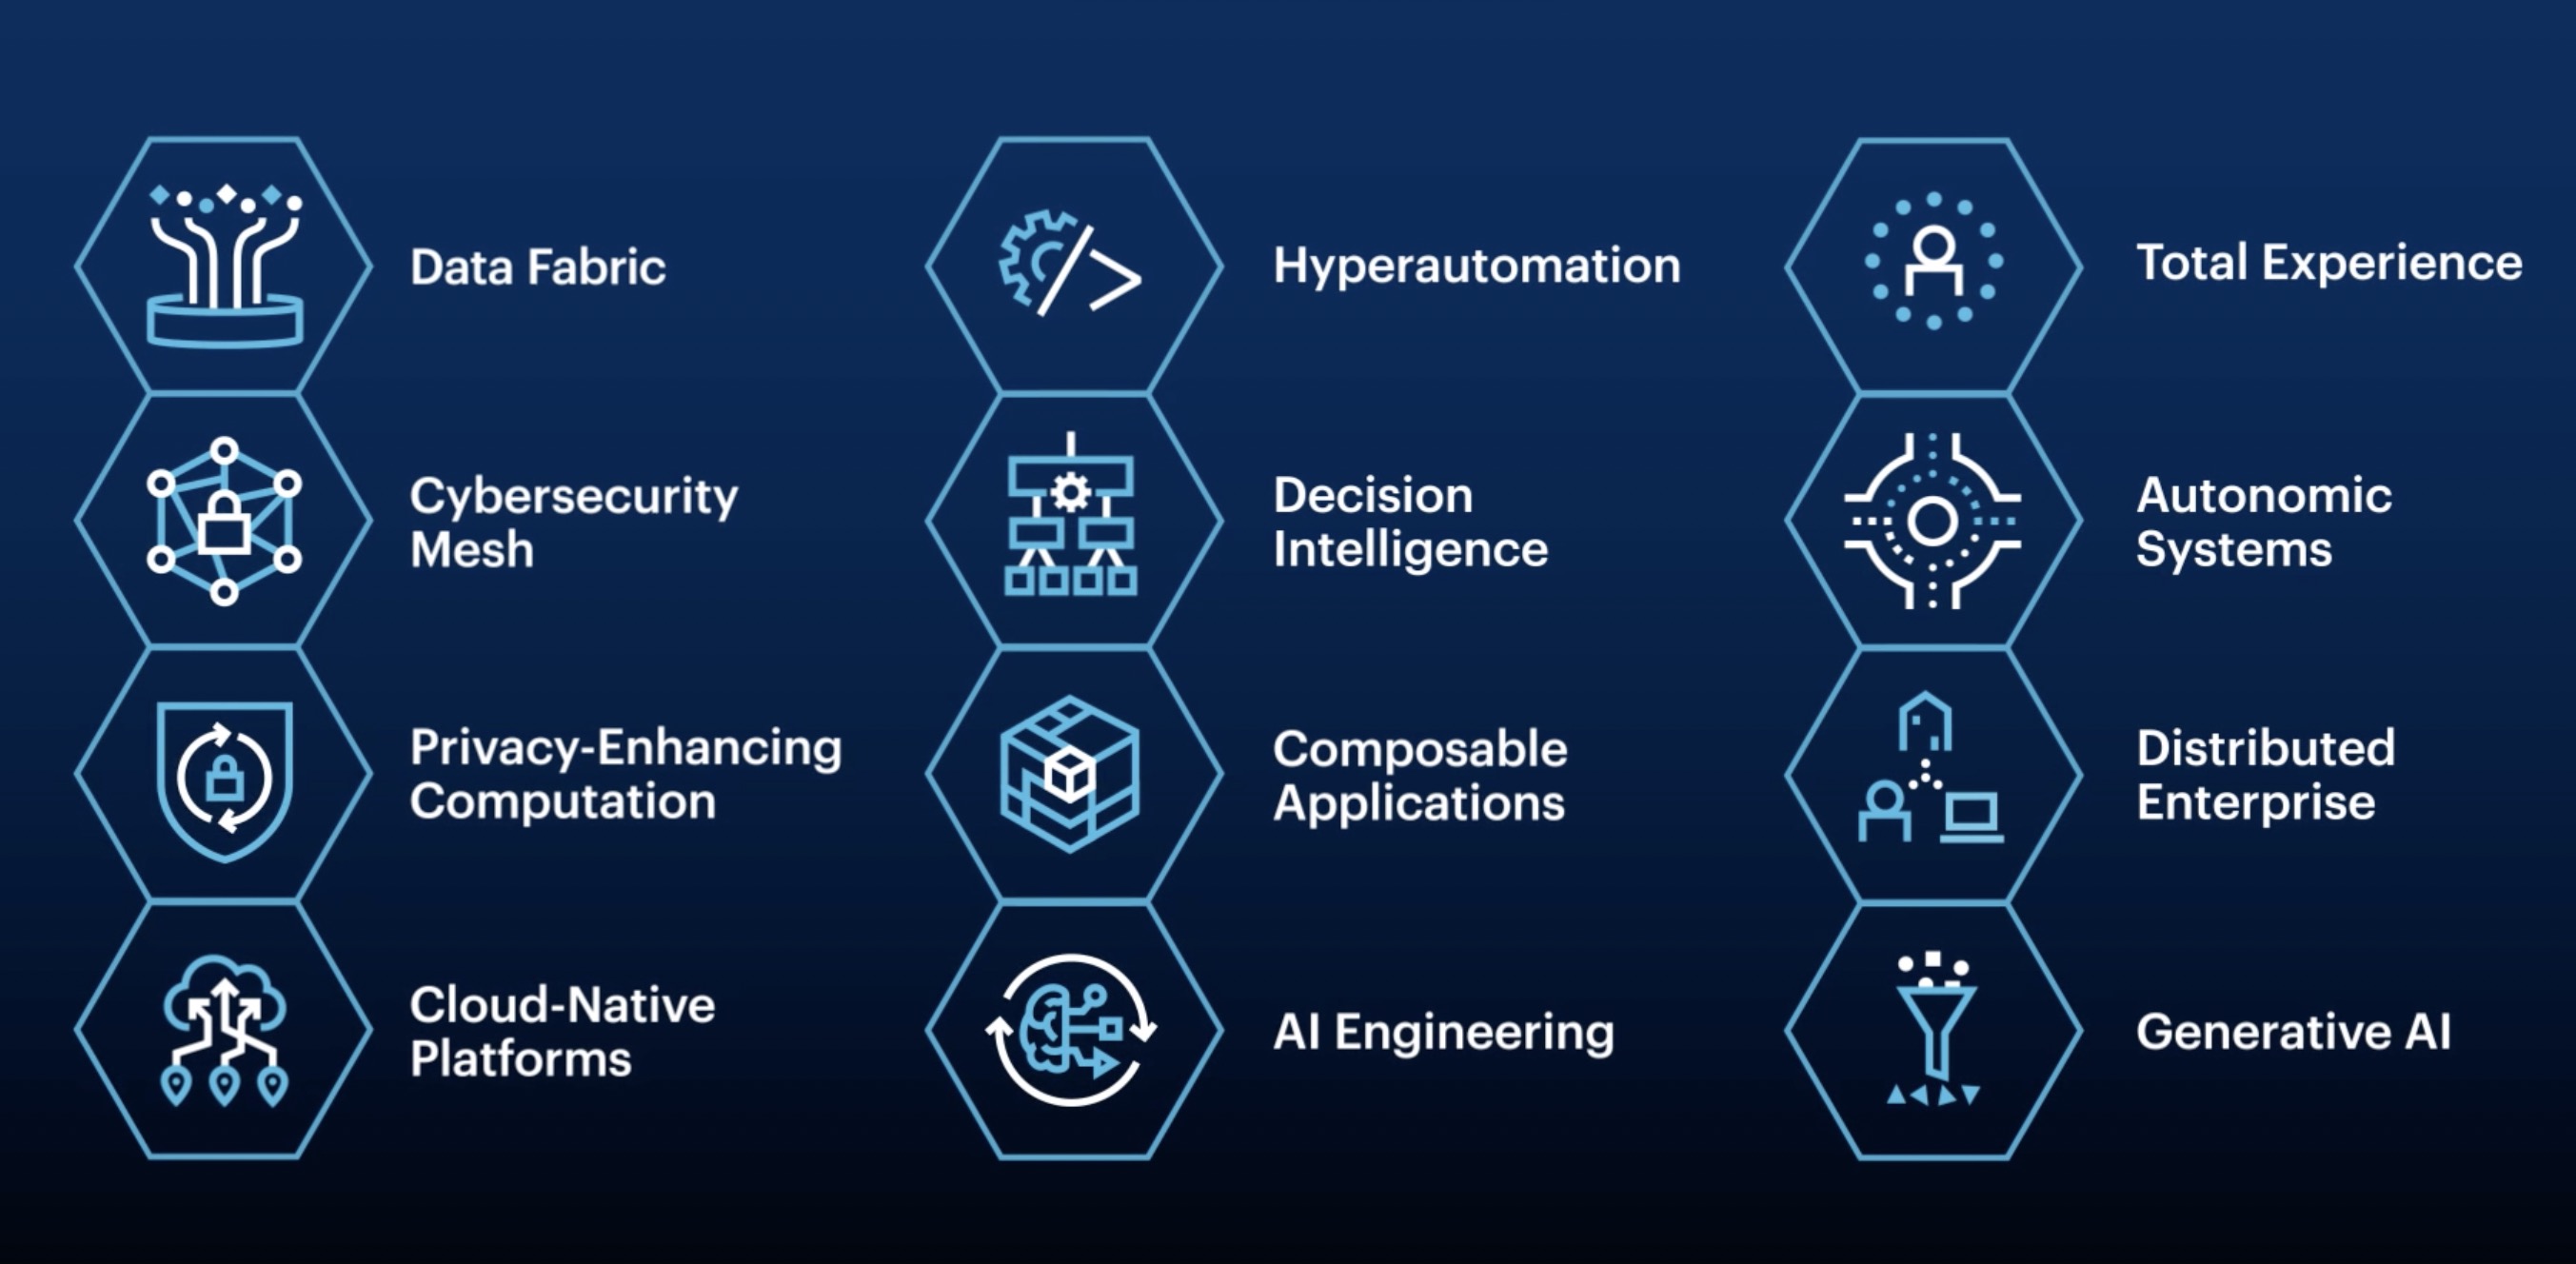 Data Fabric
Cybersecurity
Mesh
Privacy-Enhancing
Computation
Cloud-Native
Platforms
Hyperautomation
Decision
Intelligence
Composable
Applications
AI Engineering
Total Experience
Autonomic
Systems
Distributed
Enterprise
Generative AI